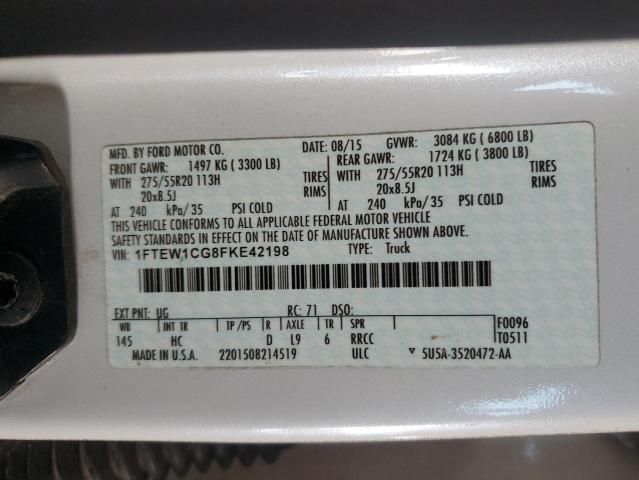 MFD. BY FORD MOTOR CO. DATE: 08/15 GVWR: 3084 KG ( 6800 LB)
FRONT GAWR: 1497 KG ( 3300 LB) REAR GAWR: 1724 KG ( 3800 LB)
WITH 275/55R20 113H TIRES WITH 275/55R20 113H TIRES
20x8.5J RIMS 20x8.5J RIMS
AT 240 kPa/ 35 PSI COLD AT 240 kPa/ 35 PSI COLD
THIS VEHICLE CONFORMS TO ALL APPLICABLE FEDERAL MOTOR VEHICLE
SAFETY STANDARDS IN EFFECT ON THE DATE OF MANUFACTURE SHOWN ABOVE.
VIN: 1FTEW1CG8FKE42198 TYPE: Truck
EXT PNT: UG RC: 71 DSO:
WB INT TR TP / PS R AXLE TR SPR F0096
145 HC D L9 6 RRCC T0511
MADE IN U.S.A. 2201508214519 ULC ▽ 5U5A-3520472-AA